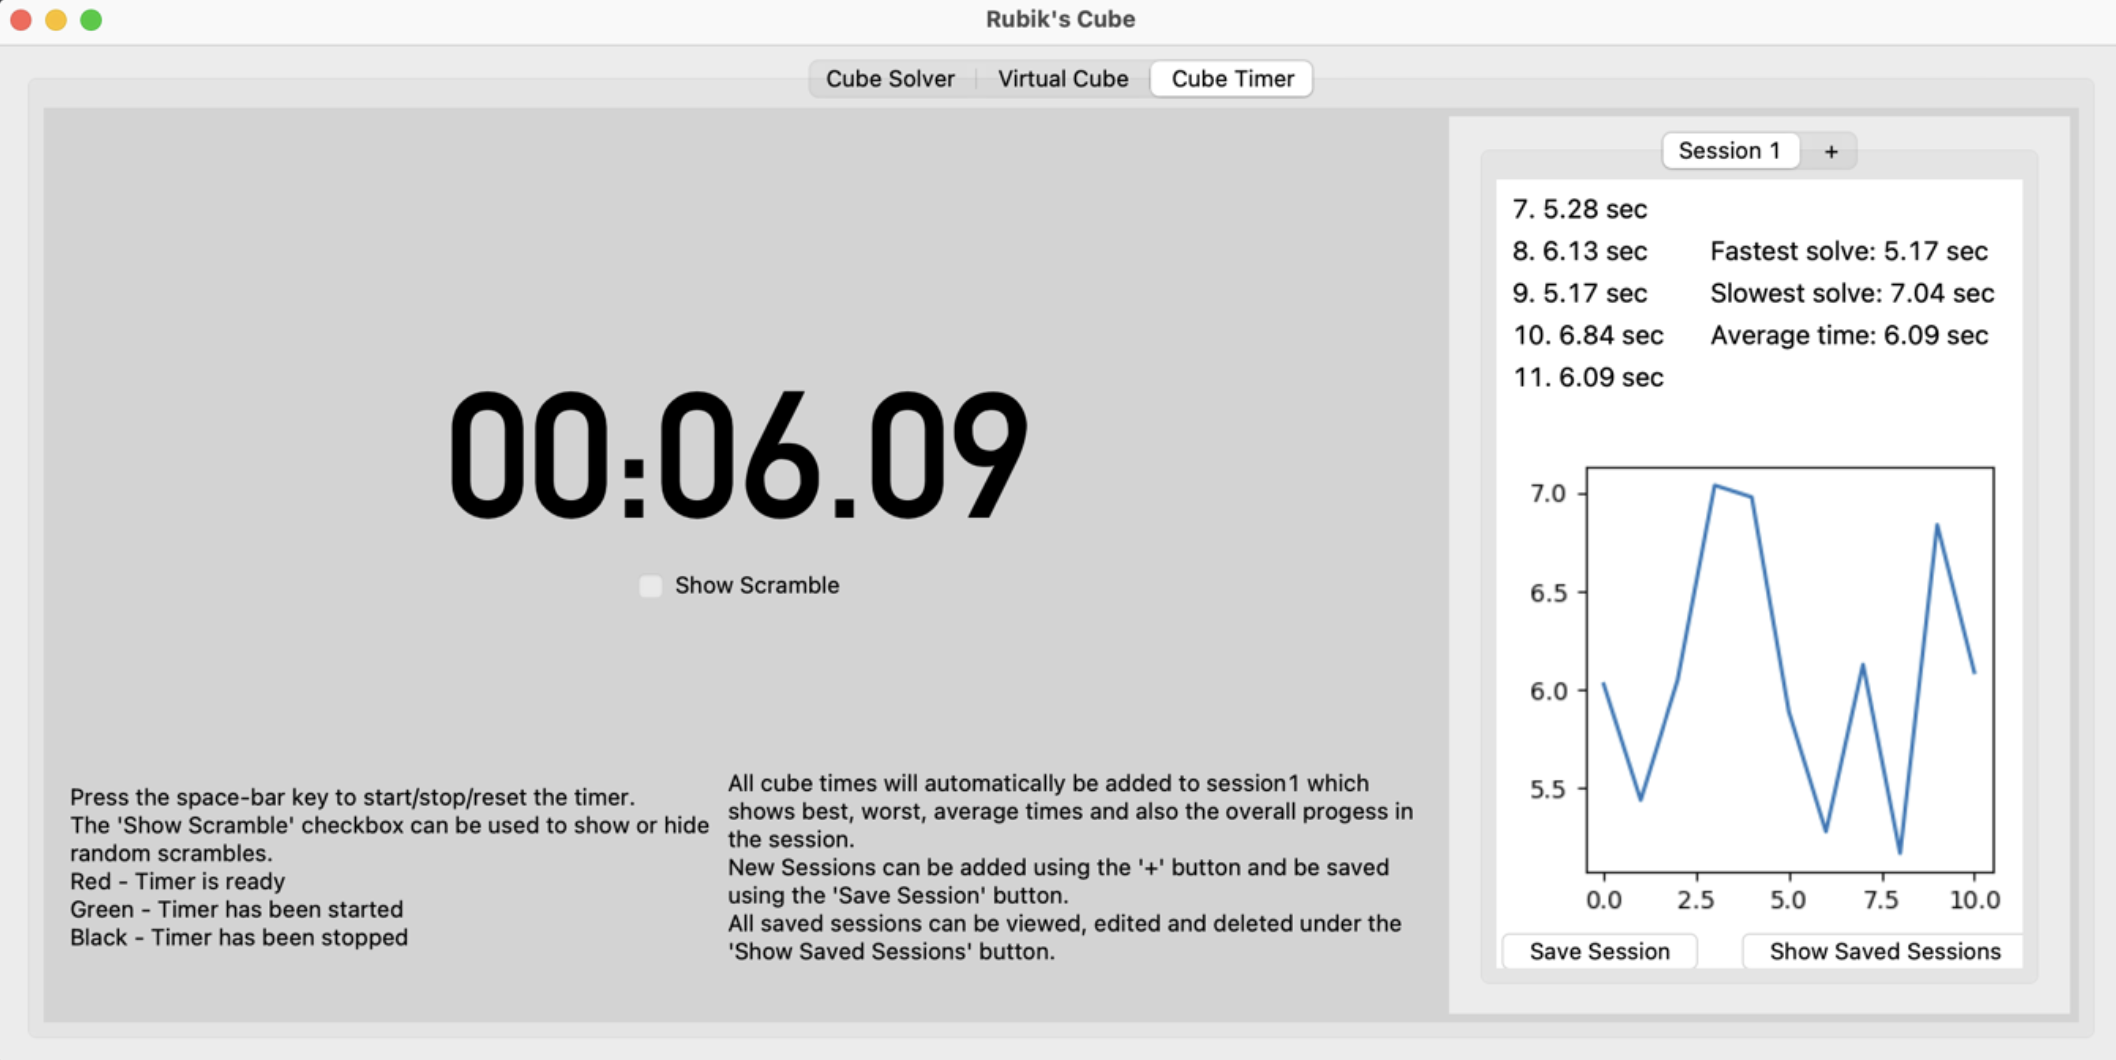 Rubik's Cube
Cube Solver
Virtual Cube
Cube Timer
Session 1
+
7. 5.28 sec
8. 6.13 sec
9. 5.17 sec
10. 6.84 sec
11. 6.09 sec
Fastest solve: 5.17 sec
Slowest solve: 7.04 sec
Average time: 6.09 sec
00:06.09
Show Scramble
Press the space-bar key to start/stop/reset the timer.
The 'Show Scramble' checkbox can be used to show or hide
random scrambles.
Red - Timer is ready
Green - Timer has been started
Black - Timer has been stopped
All cube times will automatically be added to session1 which
shows best, worst, average times and also the overall progess in
the session.
New Sessions can be added using the '+' button and be saved
using the 'Save Session' button.
All saved sessions can be viewed, edited and deleted under the
'Show Saved Sessions' button.
7.0
6.5
6.0
5.5
0.0
2.5
5.0
7.5
10.0
Save Session
Show Saved Sessions